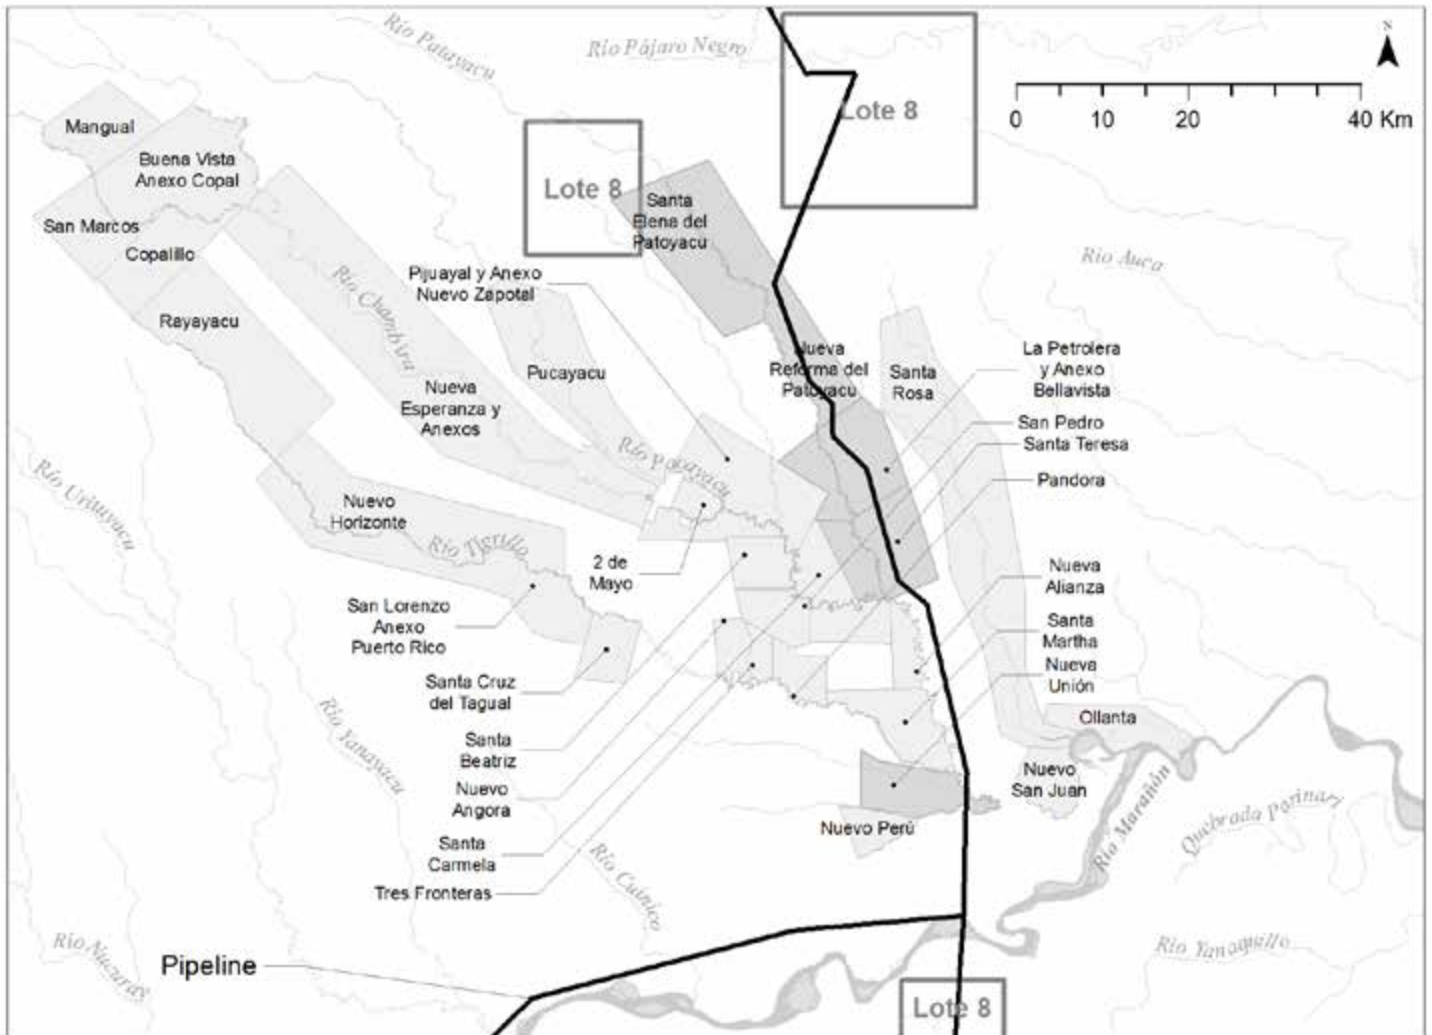 Río Patayacu
Río Pájaro Negro
N
Lote 8
0 10 20 40 Km
Mangual
Buena Vista
Anexo Copal
Lote 8
Santa
Elena del
Patoyacu
San Marcos
Copalillo
Río Auca
Río Chambira
Pijuayal y Anexo
Nuevo Zapotal
Rayayacu
Pucayacu
Nueva
Reforma del
Patoyacu
Santa
Rosa
La Petrolera
y Anexo
Bellavista
Nueva
Esperanza y
Anexos
San Pedro
Santa Teresa
Río Pucayacu
Pandora
Río Urituyacu
Nuevo
Horizonte
Río Tigrillo
2 de
Mayo
Nueva
Alianza
San Lorenzo
Anexo
Puerto Rico
Santa
Martha
Nueva
Unión
Santa Cruz
del Tagual
Ollanta
Río Yanayacu
Santa
Beatriz
Nuevo
San Juan
Nuevo
Angora
Río Marañón
Quebrada Parinari
Nuevo Perú
Santa
Carmela
Río Cuinico
Tres Fronteras
Río Nucuray
Pipeline
Río Yanaquillo
Lote 8